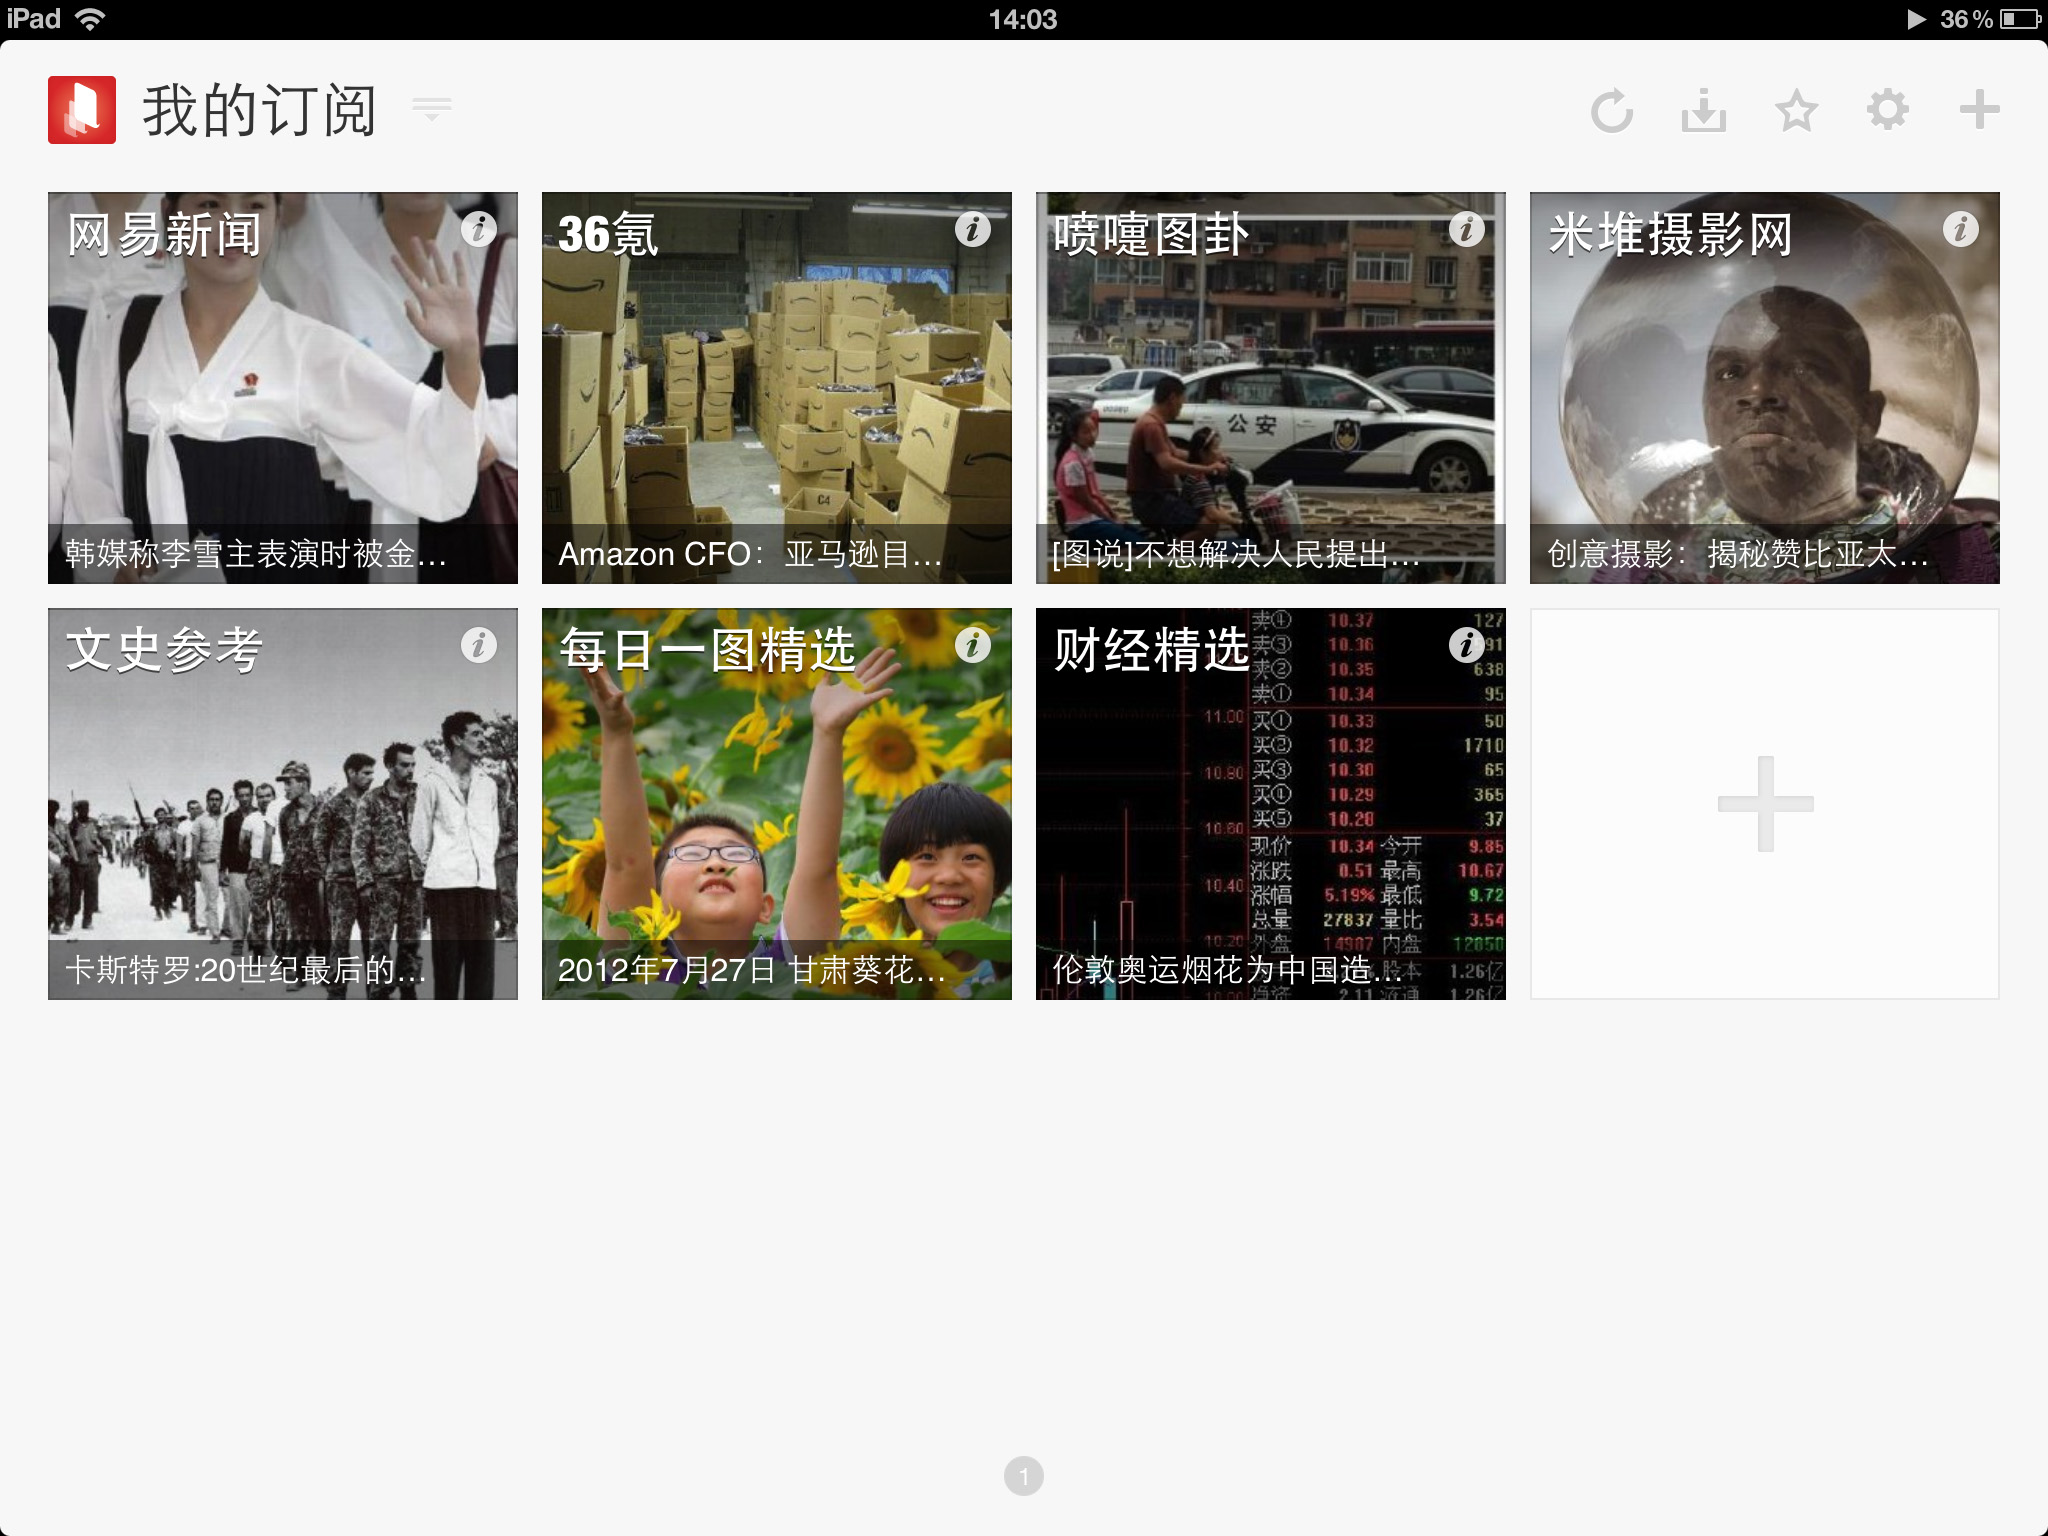 iPad
14:03
36%
我的订阅
网易新闻
韩媒称李雪主表演时被金...
36氪
C4
Amazon CFO：亚马逊目...
喷嚏图卦
公安
[图说]不想解决人民提出...
米堆摄影网
创意摄影：揭秘赞比亚太...
文史参考
卡斯特罗:20世纪最后的...
每日一图精选
2012年7月27日 甘肃葵花...
财经精选
卖④ 10.37 127
卖③ 10.36
卖② 10.35 638
卖① 10.34 95
11.00
买① 10.33 50
买② 10.32 1710
10.80
买③ 10.30 65
买④ 10.29 365
买⑤ 10.28 37
10.60
现价 10.34 今开 9.85
涨跌 0.51 最高 10.67
10.40
涨幅 5.19% 最低 9.72
总量 27837 量比 3.54
10.20
外盘 14987 内盘 12850
伦敦奥运烟花为中国造...
股本 1.26亿
2.11 流通 1.26亿
1